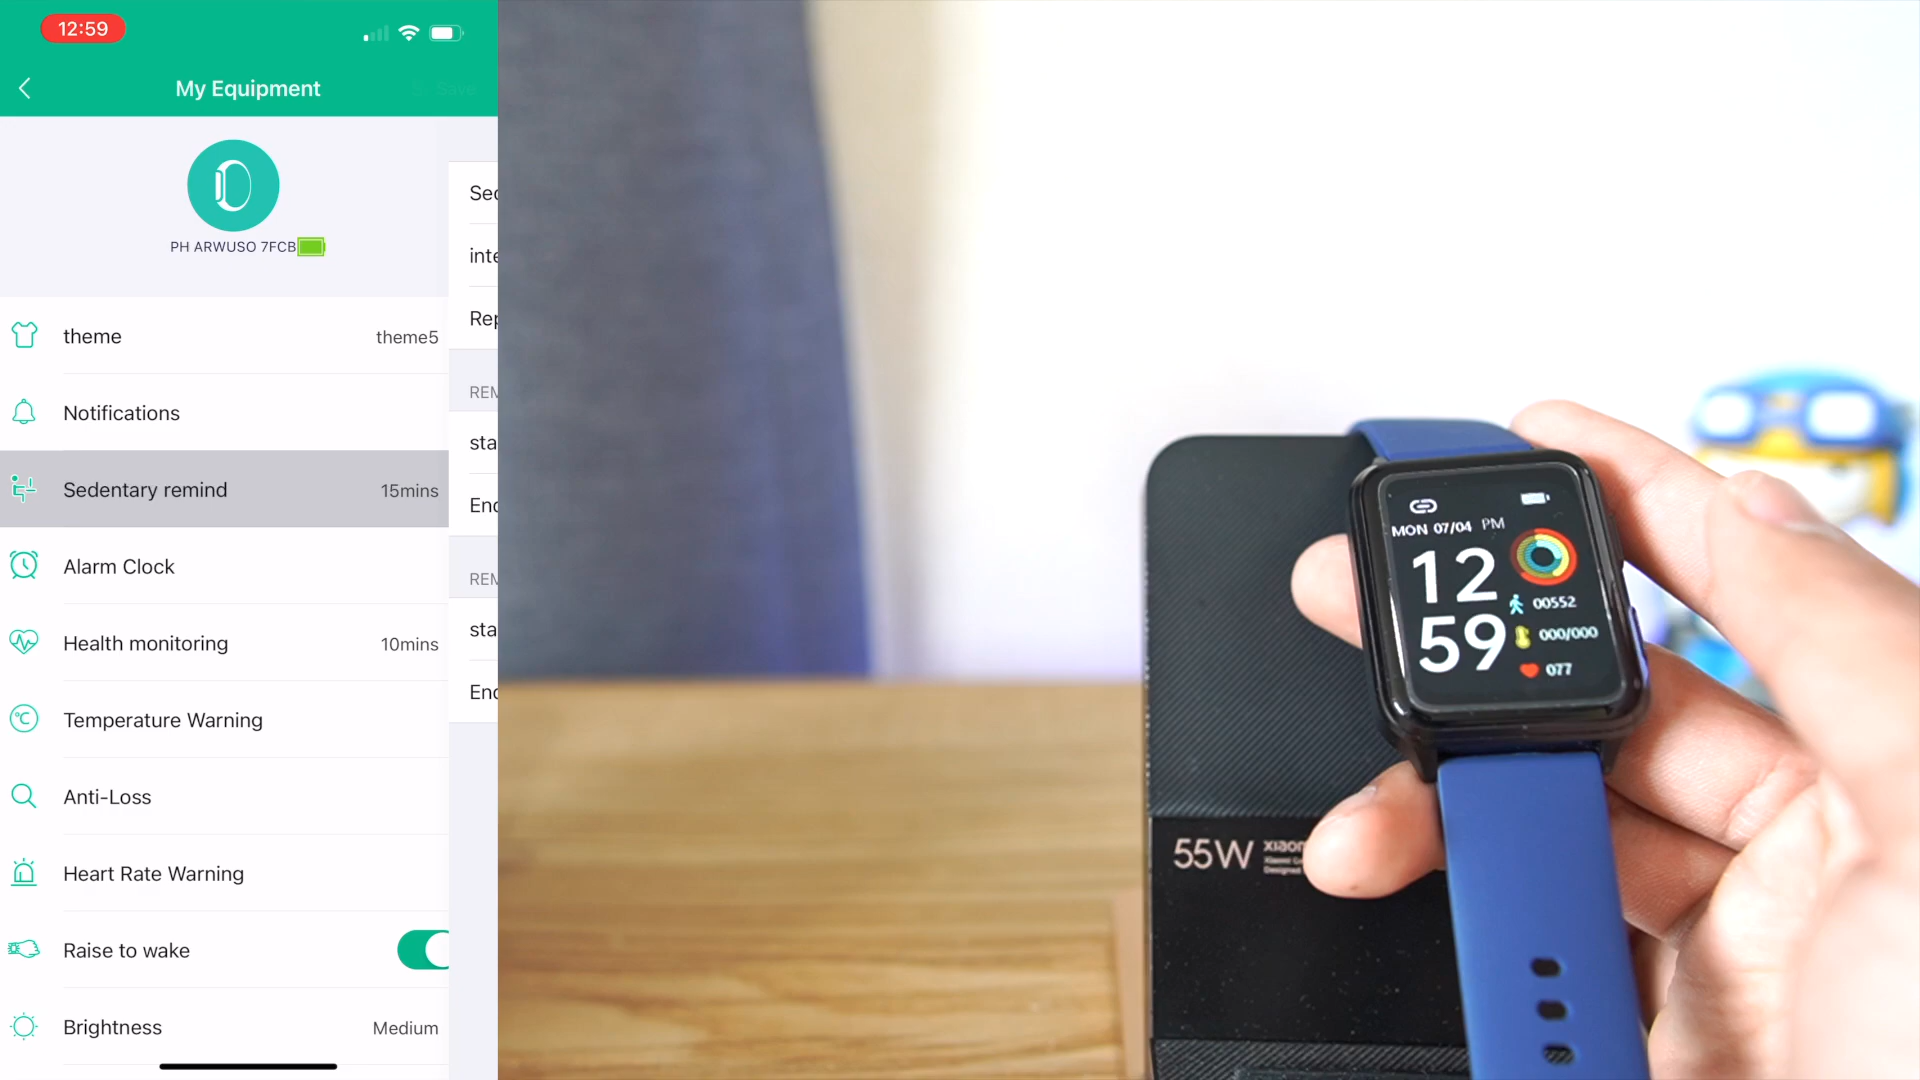 12:59
My Equipment
Save
PH ARWUSO 7FCB
theme theme5
Notifications
Sedentary remind 15mins
Alarm Clock
Health monitoring 10mins
°C Temperature Warning
Anti-Loss
Heart Rate Warning
Raise to wake
Brightness Medium
Sec
inte
Rep
REM
sta
End
REM
sta
End
MON 07/04 PM
12
59
00552
000/000
077
55W